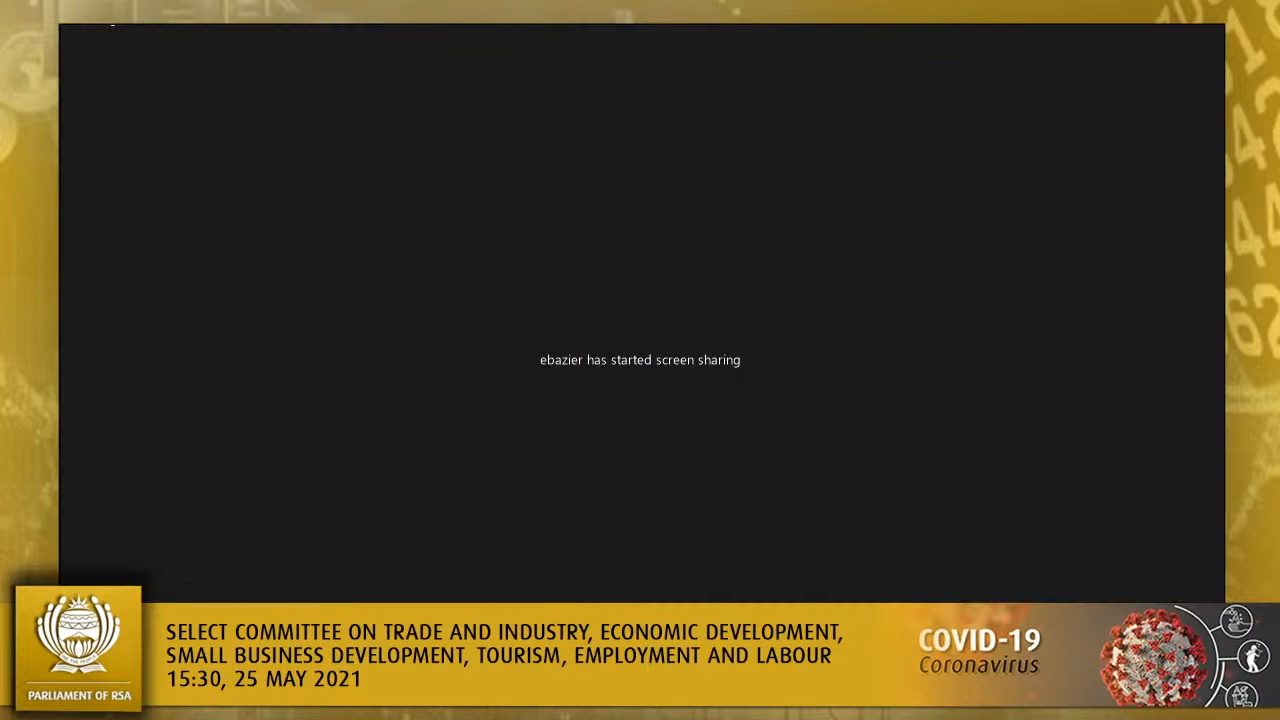 ebazier has started screen sharing
SELECT COMMITTEE ON TRADE AND INDUSTRY, ECONOMIC DEVELOPMENT,
SMALL BUSINESS DEVELOPMENT, TOURISM, EMPLOYMENT AND LABOUR
15:30, 25 MAY 2021
PARLIAMENT OF RSA
COVID-19
Coronavirus